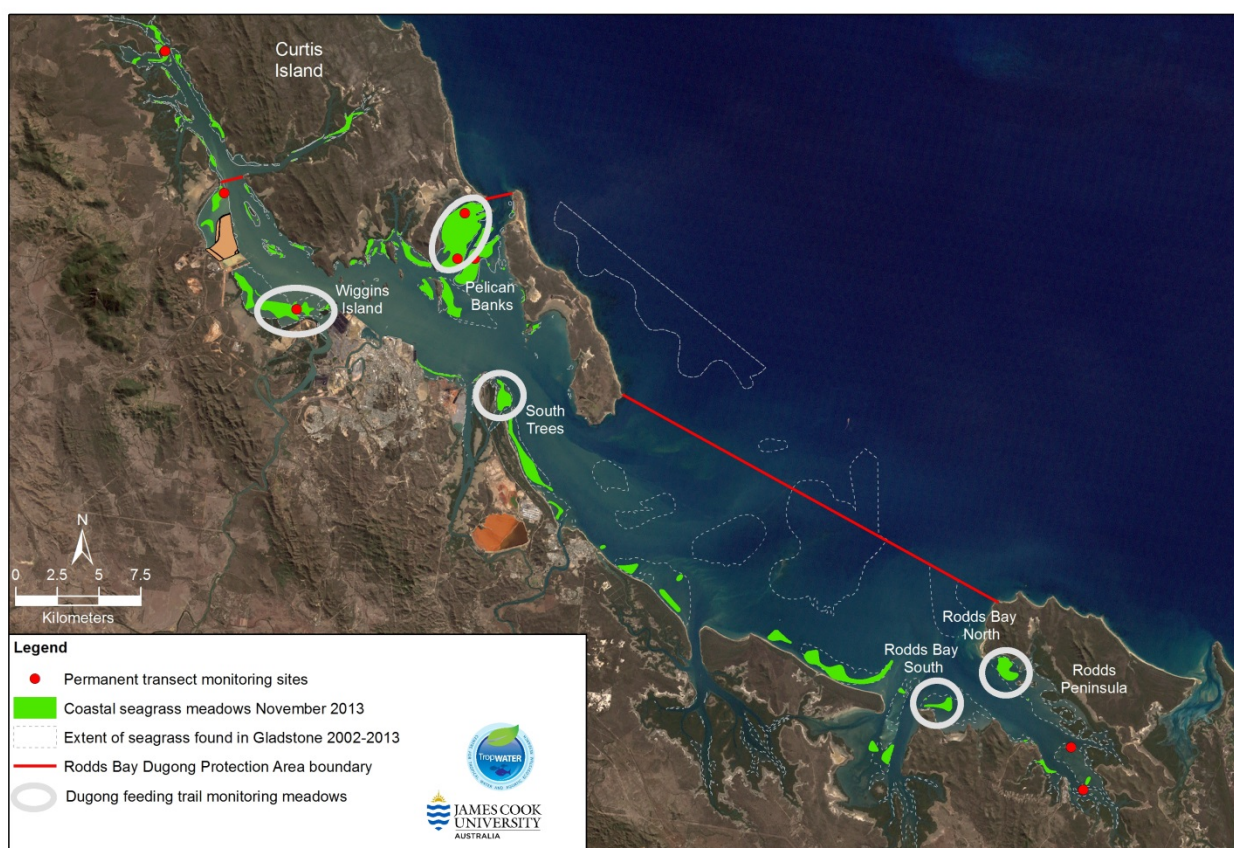 Curtis
Island
Wiggins
Island
Pelican
Banks
South
Trees
Rodds Bay
North
Rodds Bay
South
Rodds
Peninsula
N
0 2.5 5 7.5
Kilometers
Legend
Permanent transect monitoring sites
Coastal seagrass meadows November 2013
Extent of seagrass found in Gladstone 2002-2013
Rodds Bay Dugong Protection Area boundary
Dugong feeding trail monitoring meadows
TropWATER
JAMES COOK
UNIVERSITY
AUSTRALIA